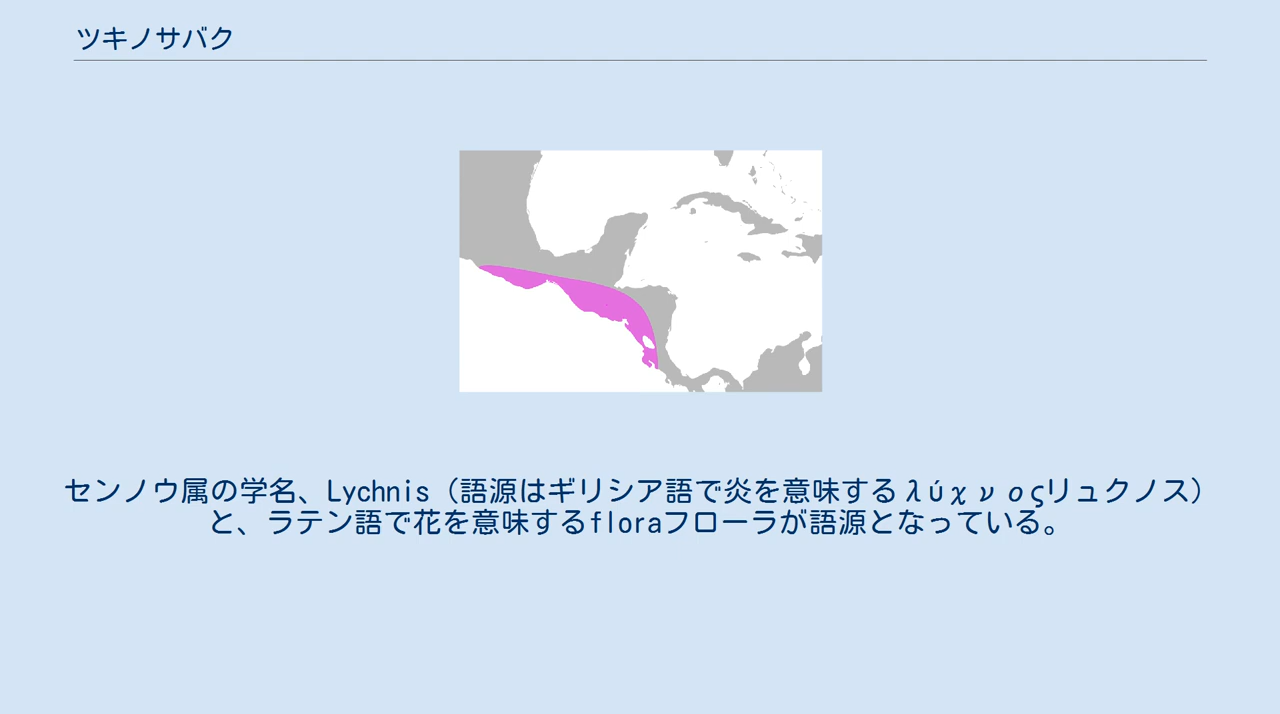 ツキノサバク
センノウ属の学名、Lychnis（語源はギリシア語で炎を意味するλύχνοςリュクノス）
と、ラテン語で花を意味するfloraフローラが語源となっている。